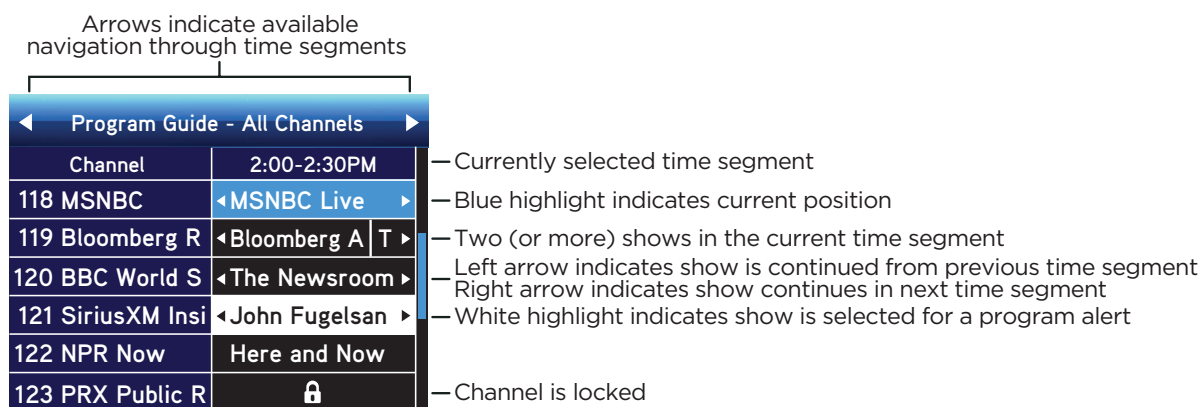 Arrows indicate available
navigation through time segments
Program Guide - All Channels
Channel 2:00-2:30PM
Currently selected time segment
118 MSNBC MSNBC Live
Blue highlight indicates current position
119 Bloomberg R Bloomberg A T
Two (or more) shows in the current time segment
120 BBC World S The Newsroom
Left arrow indicates show is continued from previous time segment
Right arrow indicates show continues in next time segment
121 SiriusXM Insi John Fugelsan
White highlight indicates show is selected for a program alert
122 NPR Now Here and Now
123 PRX Public R
Channel is locked